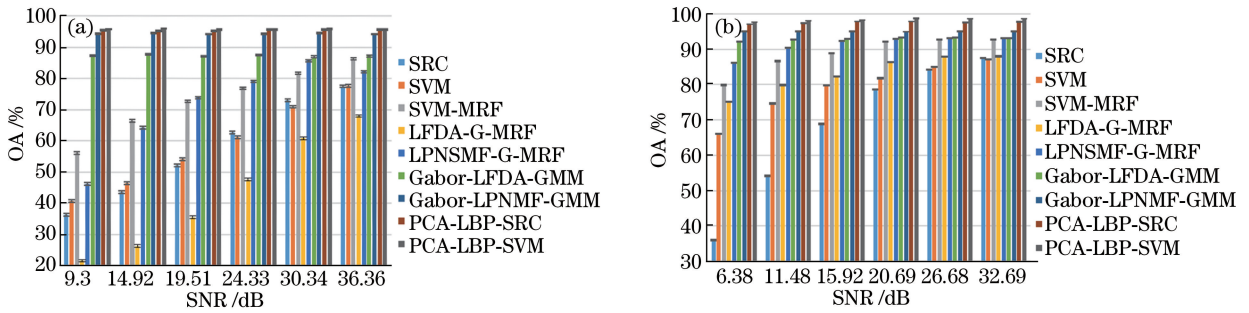 (a)
100
90
80
70
60
50
40
30
20
OA /%
9.3 14.92 19.51 24.33 30.34 36.36
SNR /dB
SRC
SVM
SVM-MRF
LFDA-G-MRF
LPNSMF-G-MRF
Gabor-LFDA-GMM
Gabor-LPNMF-GMM
PCA-LBP-SRC
PCA-LBP-SVM
(b)
100
90
80
70
60
50
40
30
OA /%
6.38 11.48 15.92 20.69 26.68 32.69
SNR /dB
SRC
SVM
SVM-MRF
LFDA-G-MRF
LPNSMF-G-MRF
Gabor-LFDA-GMM
Gabor-LPNMF-GMM
PCA-LBP-SRC
PCA-LBP-SVM